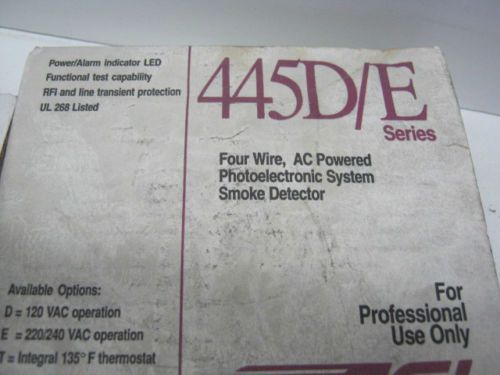 Power/Alarm indicator LED
Functional test capability
RFI and line transient protection
UL 268 Listed
445D/E
Series
Four Wire, AC Powered
Photoelectronic System
Smoke Detector
Available Options:
D = 120 VAC operation
E = 220/240 VAC operation
T = Integral 135° F thermostat
For
Professional
Use Only